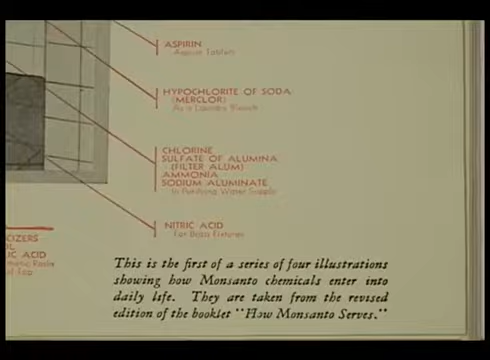 ASPIRIN
Aspirin Tablets
HYPOCHLORITE OF SODA
(MERCLOR)
As a Laundry Bleach
CHLORINE
SULFATE OF ALUMINA
(FILTER ALUM)
AMMONIA
SODIUM ALUMINATE
In Purifying Water Supply
NITRIC ACID
For Brass Fixtures
CIZERS
IC ACID
This is the first of a series of four illustrations
showing how Monsanto chemicals enter into
daily life. They are taken from the revised
edition of the booklet "How Monsanto Serves."